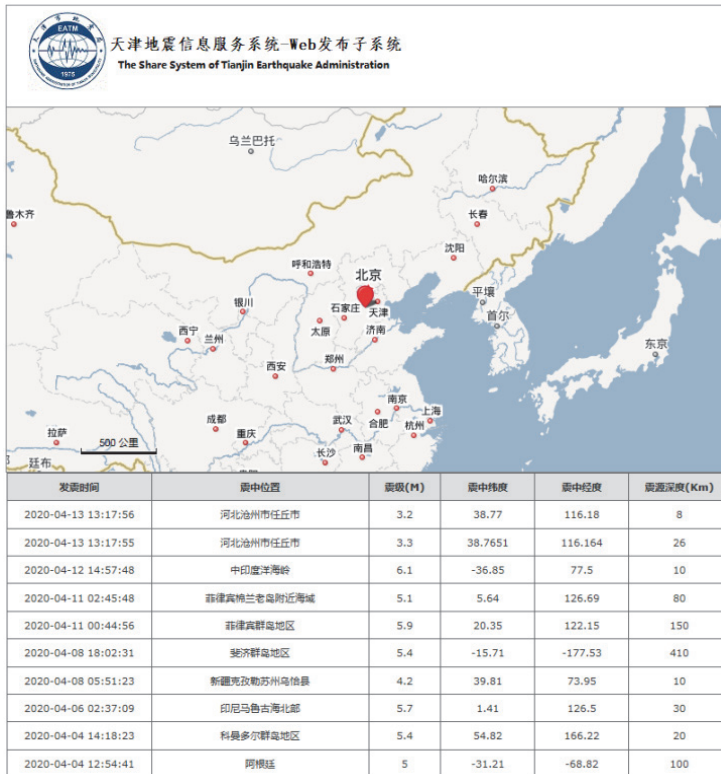 EATM
1975
天津地震信息服务系统-Web发布子系统
The Share System of Tianjin Earthquake Administration
乌兰巴托
哈尔滨
鲁木齐
长春
沈阳
呼和浩特
北京
平壤
银川
石家庄
天津
首尔
太原
西宁
济南
兰州
东京
郑州
西安
南京
成都
武汉
上海
合肥
重庆
杭州
拉萨
500 公里
南昌
长沙
廷布
发震时间 震中位置 震级(M) 震中纬度 震中经度 震源深度(Km)
2020-04-13 13:17:56 河北沧州市任丘市 3.2 38.77 116.18 8
2020-04-13 13:17:55 河北沧州市任丘市 3.3 38.7651 116.164 26
2020-04-12 14:57:48 中印度洋海岭 6.1 -36.85 77.5 10
2020-04-11 02:45:48 菲律宾棉兰老岛附近海域 5.1 5.64 126.69 80
2020-04-11 00:44:56 菲律宾群岛地区 5.9 20.35 122.15 150
2020-04-08 18:02:31 斐济群岛地区 5.4 -15.71 -177.53 410
2020-04-08 05:51:23 新疆克孜勒苏州乌恰县 4.2 39.81 73.95 10
2020-04-06 02:37:09 印尼马鲁古海北部 5.7 1.41 126.5 30
2020-04-04 14:18:23 科曼多尔群岛地区 5.4 54.82 166.22 20
2020-04-04 12:54:41 阿根廷 5 -31.21 -68.82 100